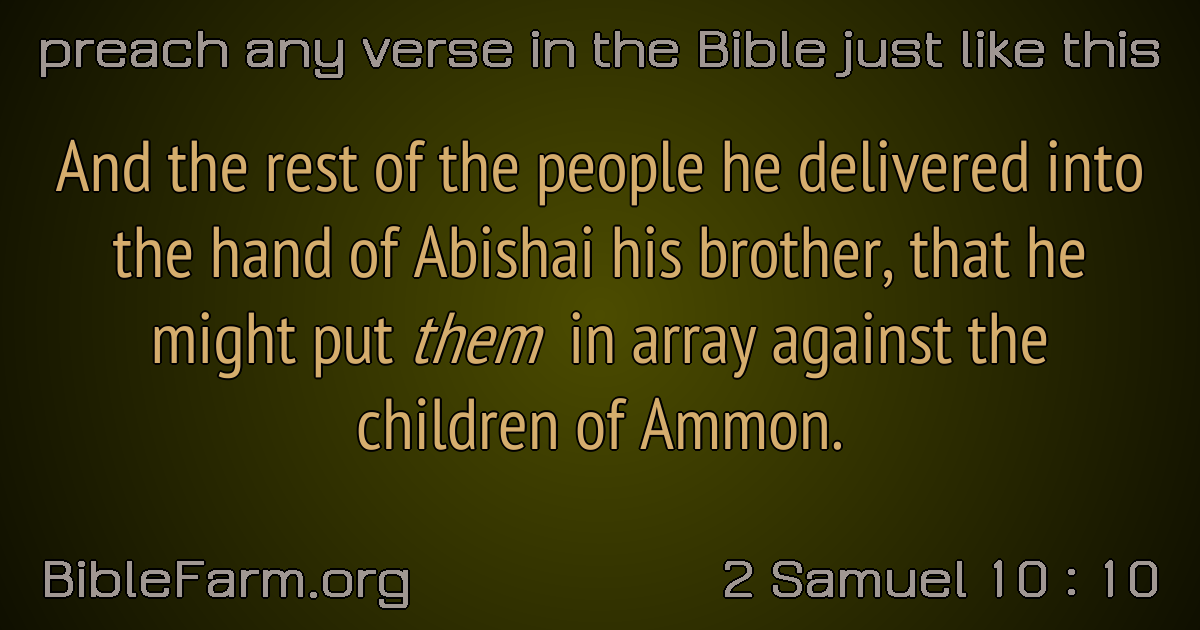 preach any verse in the Bible just like this
And the rest of the people he delivered into
the hand of Abishai his brother, that he
might put them in array against the
children of Ammon.
BibleFarm.org
2 Samuel 10 : 10